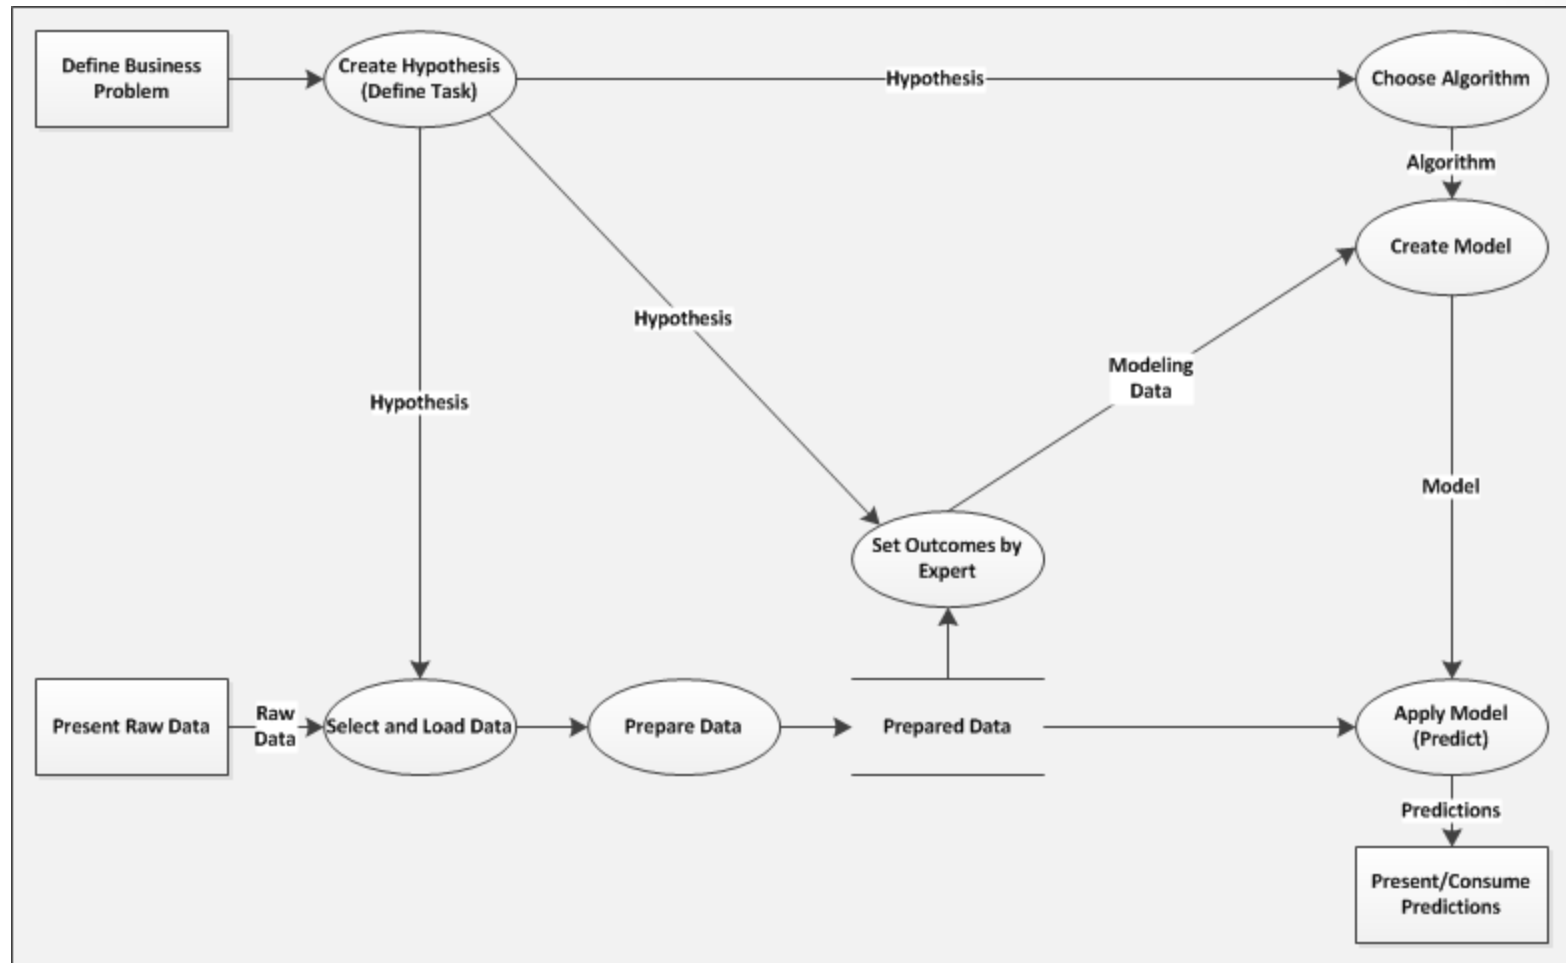 Define Business
Problem
Create Hypothesis
(Define Task)
Hypothesis
Choose Algorithm
Algorithm
Create Model
Hypothesis
Modeling
Data
Hypothesis
Model
Set Outcomes by
Expert
Present Raw Data
Raw
Data
Select and Load Data
Prepare Data
Prepared Data
Apply Model
(Predict)
Predictions
Present/Consume
Predictions